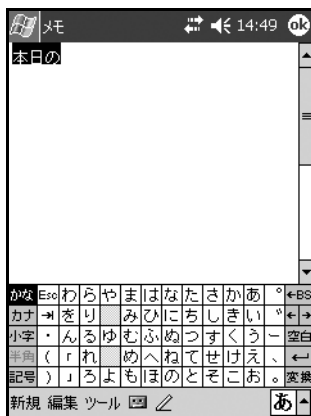 メモ 14:49 ok
本日の
かな Esc わ ら や ま は な た さ か あ ゜ ←BS
カナ →| を り み ひ に ち し き い ゛ ← →
小字 ・ ん る ゆ む ふ ぬ つ す く う ー 空白
半角 ( 「 れ め へ ね て せ け え 、 ↵
記号 ) 」 ろ よ も ほ の と そ こ お 。 変換
新規 編集 ツール あ